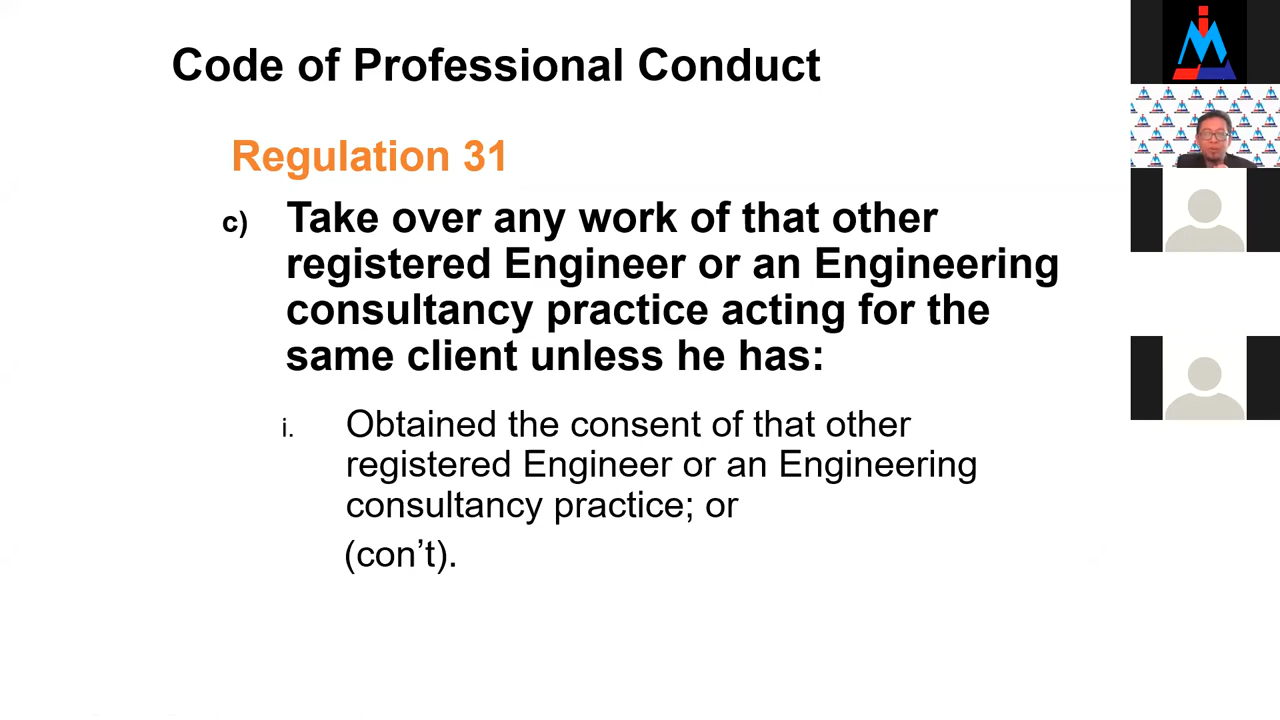 Code of Professional Conduct
Regulation 31
c) Take over any work of that other
registered Engineer or an Engineering
consultancy practice acting for the
same client unless he has:
i. Obtained the consent of that other
registered Engineer or an Engineering
consultancy practice; or
(con’t).